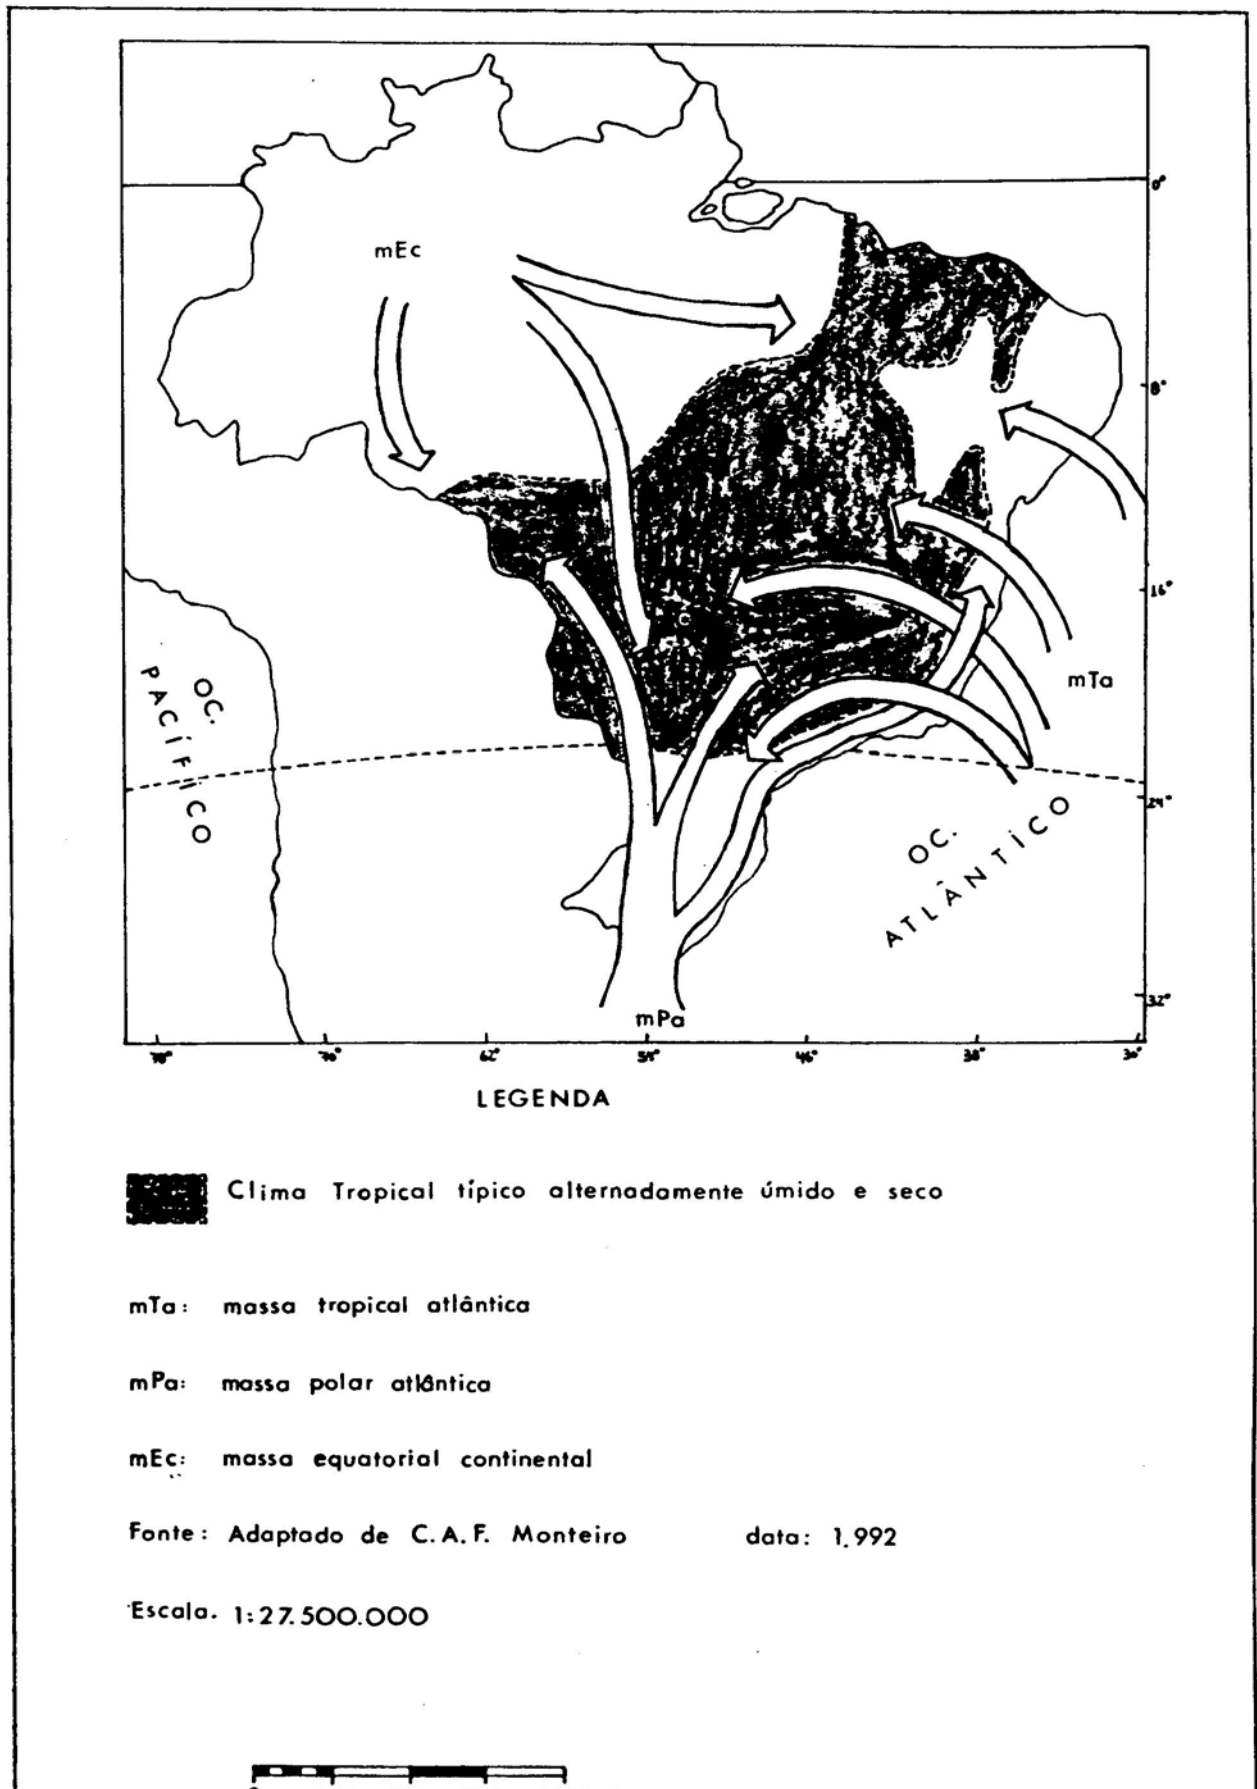 mEc
0°
8°
16°
mTa
OC.
PACÍFICO
24°
OC.
ATLÂNTICO
32°
mPa
78° 70° 62° 54° 46° 38° 30°
LEGENDA
Clima Tropical típico alternadamente úmido e seco
mTa: massa tropical atlântica
mPa: massa polar atlântica
mEc: massa equatorial continental
Fonte: Adaptado de C.A.F. Monteiro data: 1.992
Escala. 1:27.500.000